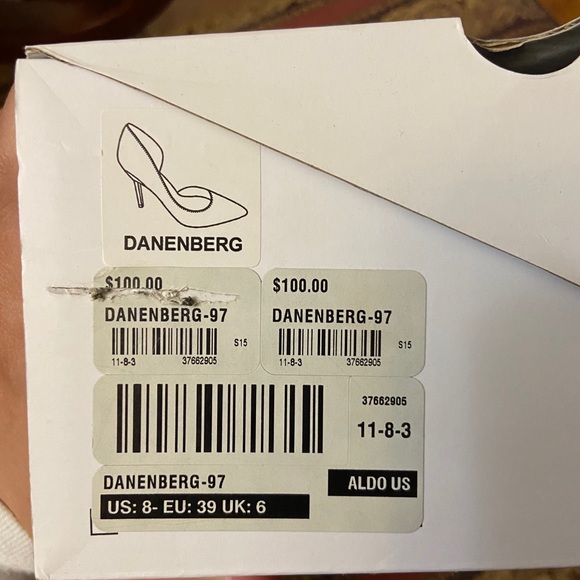 DANENBERG
$100.00
DANENBERG-97
S15
11-8-3 37662905
$100.00
DANENBERG-97
S15
11-8-3 37662905
37662905
11-8-3
DANENBERG-97
ALDO US
US: 8- EU: 39 UK: 6